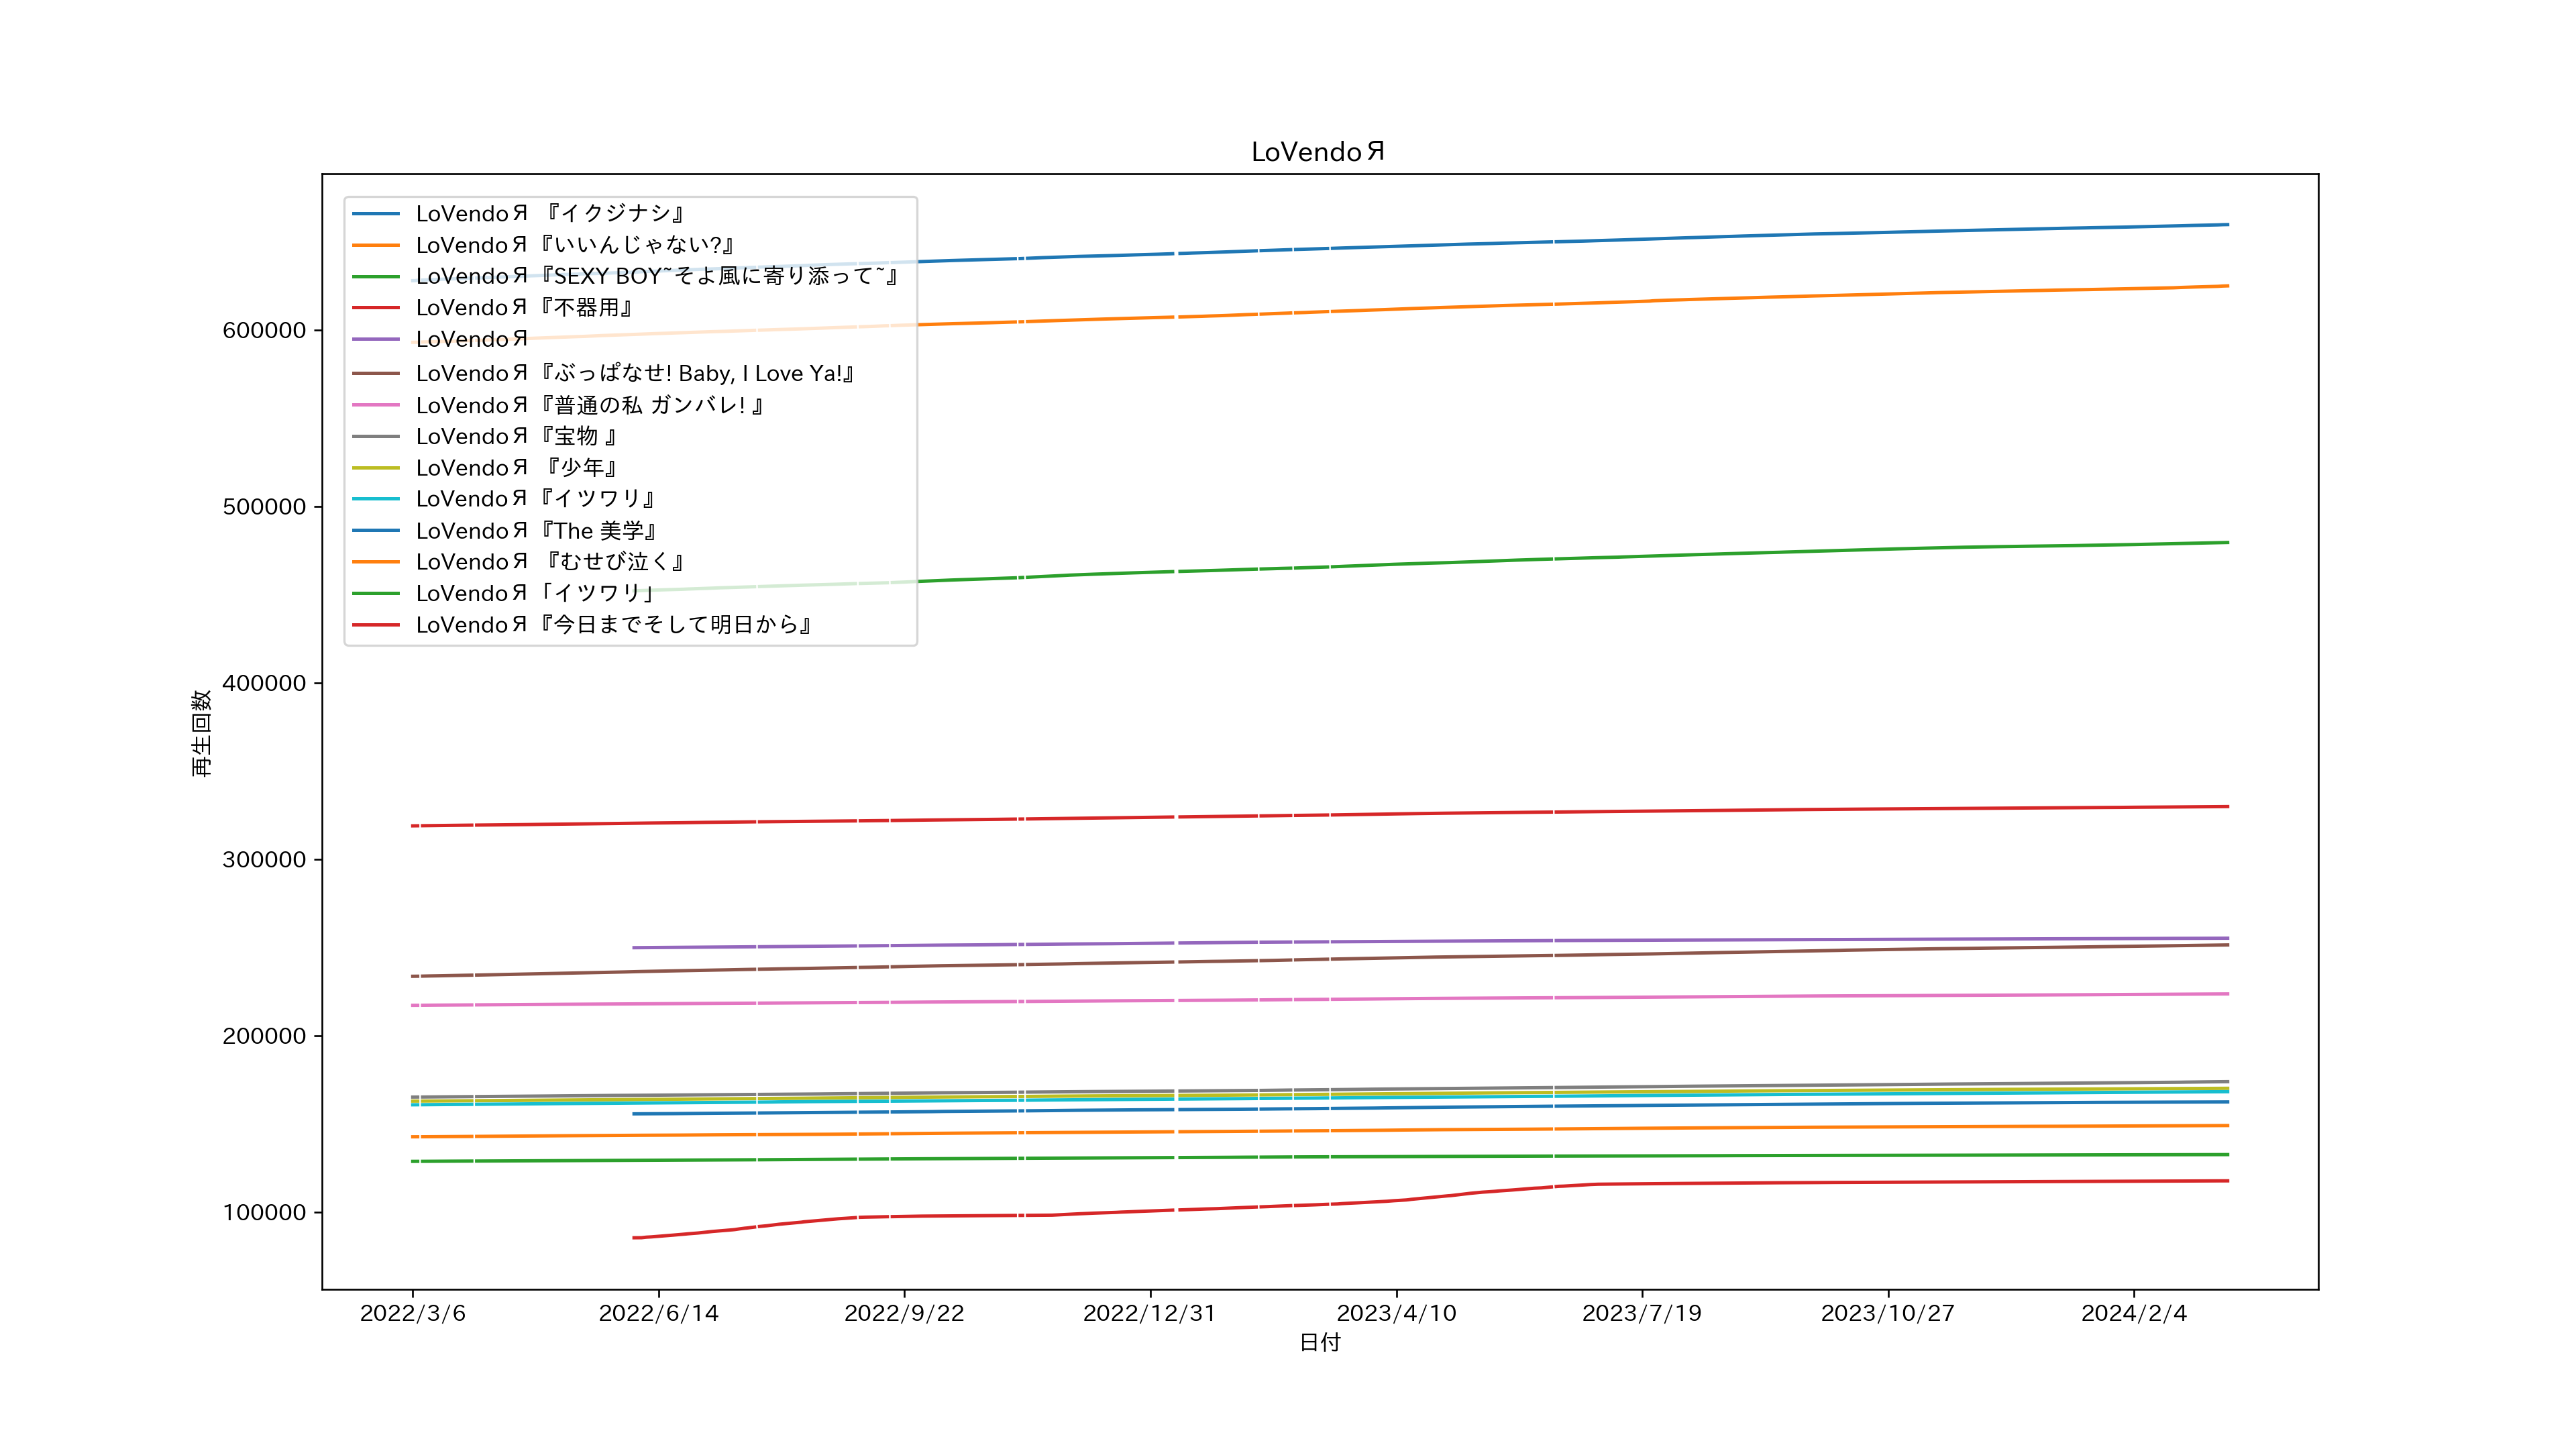 LoVendoЯ
LoVendoЯ 『イクジナシ』
LoVendoЯ『いいんじゃない?』
LoVendoЯ『SEXY BOY~そよ風に寄り添って~』
LoVendoЯ『不器用』
LoVendoЯ
LoVendoЯ『ぶっぱなせ! Baby, I Love Ya!』
LoVendoЯ『普通の私 ガンバレ! 』
LoVendoЯ『宝物 』
LoVendoЯ 『少年』
LoVendoЯ『イツワリ』
LoVendoЯ『The 美学』
LoVendoЯ 『むせび泣く』
LoVendoЯ「イツワリ」
LoVendoЯ『今日までそして明日から』
600000
500000
400000
300000
200000
100000
再生回数
2022/3/6
2022/6/14
2022/9/22
2022/12/31
2023/4/10
2023/7/19
2023/10/27
2024/2/4
日付